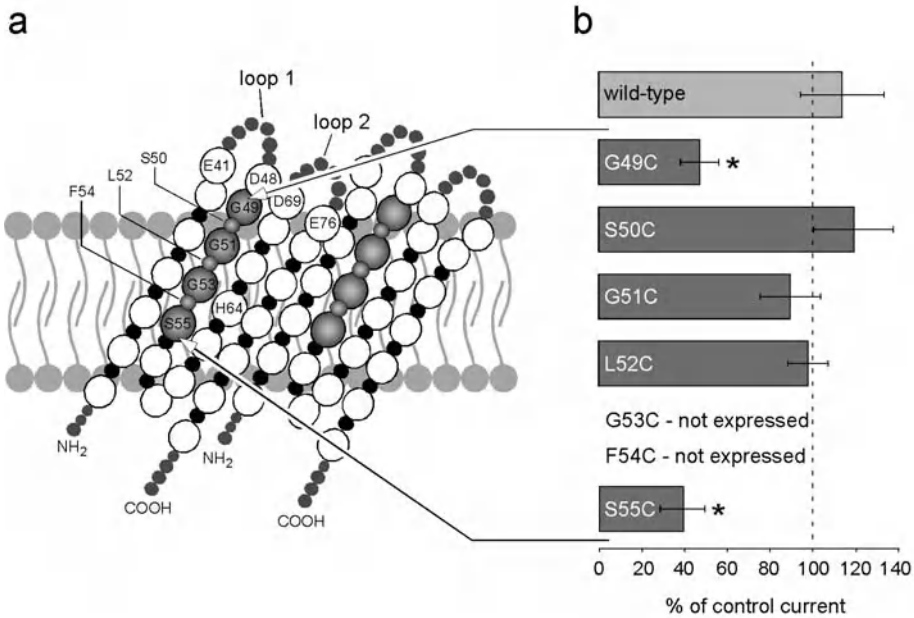 a
loop 1
loop 2
S50
L52
F54
E41
D48
G49
D69
G51
E76
G53
H64
S55
NH2
COOH
NH2
COOH
b
wild-type
G49C *
S50C
G51C
L52C
G53C - not expressed
F54C - not expressed
S55C *
0 20 40 60 80 100 120 140
% of control current